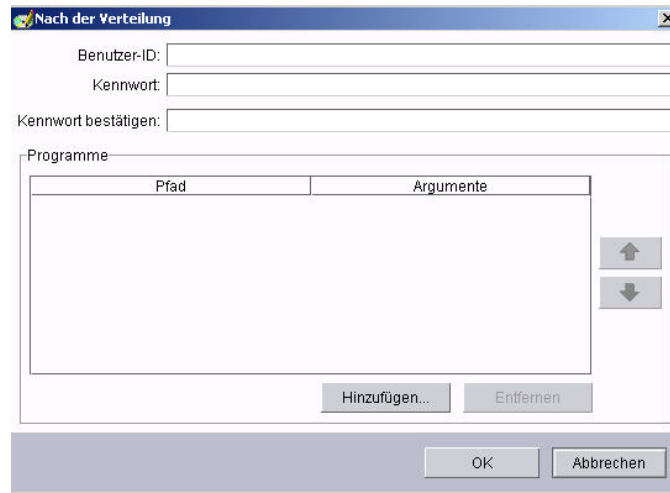 Nach der Verteilung
Benutzer-ID:
Kennwort:
Kennwort bestätigen:
Programme
Pfad Argumente
Hinzufügen... Entfernen
OK Abbrechen